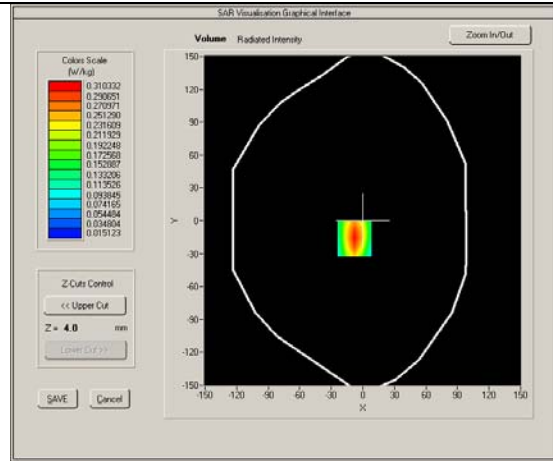 SAR Visualisation Graphical Interface
Volume Radiated Intensity
Zoom In/Out
Colors Scale
(W/kg)
0.310332
0.290651
0.270971
0.251290
0.231609
0.211929
0.192248
0.172568
0.152887
0.133206
0.113526
0.093845
0.074165
0.054484
0.034804
0.015123
Z-Cuts Control
<< Upper Cut
Z = 4.0 mm
Lower Cut >>
SAVE Cancel
150
120
90
60
30
0
-30
-60
-90
-120
-150
Y
-150 -120 -90 -60 -30 0 30 60 90 120 150
X